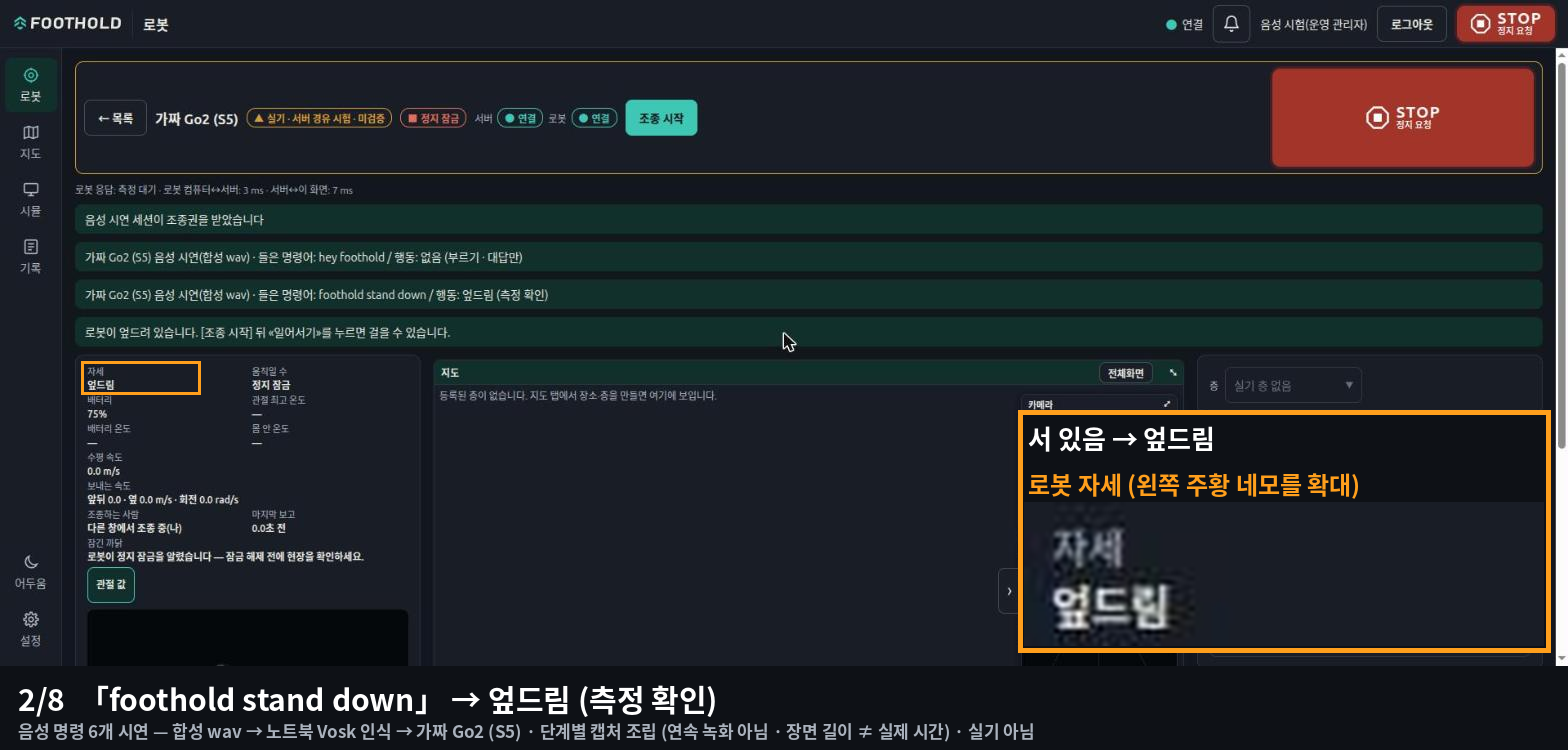 FOOTHOLD 로봇 연결 음성 시험(운영 관리자) 로그아웃 STOP 정지 요청
로봇
지도
시뮬
기록
어두움
설정
← 목록 가짜 Go2 (S5) ▲ 실기 · 서버 경유 시험 · 미검증 ■ 정지 잠금 서버 ● 연결 로봇 ● 연결 조종 시작 STOP 정지 요청
로봇 응답: 측정 대기 · 로봇 컴퓨터↔서버: 3 ms · 서버↔이 화면: 7 ms
음성 시연 세션이 조종권을 받았습니다
가짜 Go2 (S5) 음성 시연(합성 wav) · 들은 명령어: hey foothold / 행동: 없음 (부르기 · 대답만)
가짜 Go2 (S5) 음성 시연(합성 wav) · 들은 명령어: foothold stand down / 행동: 엎드림 (측정 확인)
로봇이 엎드려 있습니다. [조종 시작] 뒤 «일어서기»를 누르면 걸을 수 있습니다.
자세 움직일 수
엎드림 정지 잠금
배터리 관절 최고 온도
75% —
배터리 온도 몸 안 온도
— —
수평 속도
0.0 m/s
보내는 속도
앞뒤 0.0 · 옆 0.0 m/s · 회전 0.0 rad/s
조종하는 사람 마지막 보고
다른 창에서 조종 중(나) 0.0초 전
잠긴 까닭
로봇이 정지 잠금을 알렸습니다 — 잠금 해제 전에 현장을 확인하세요.
관절 값
지도 전체화면
등록된 층이 없습니다. 지도 탭에서 장소·층을 만들면 여기에 보입니다.
카메라
층 실기 층 없음
서 있음 → 엎드림
로봇 자세 (왼쪽 주황 네모를 확대)
자세
엎드림
2/8 「foothold stand down」 → 엎드림 (측정 확인)
음성 명령 6개 시연 — 합성 wav → 노트북 Vosk 인식 → 가짜 Go2 (S5) · 단계별 캡처 조립 (연속 녹화 아님 · 장면 길이 ≠ 실제 시간) · 실기 아님